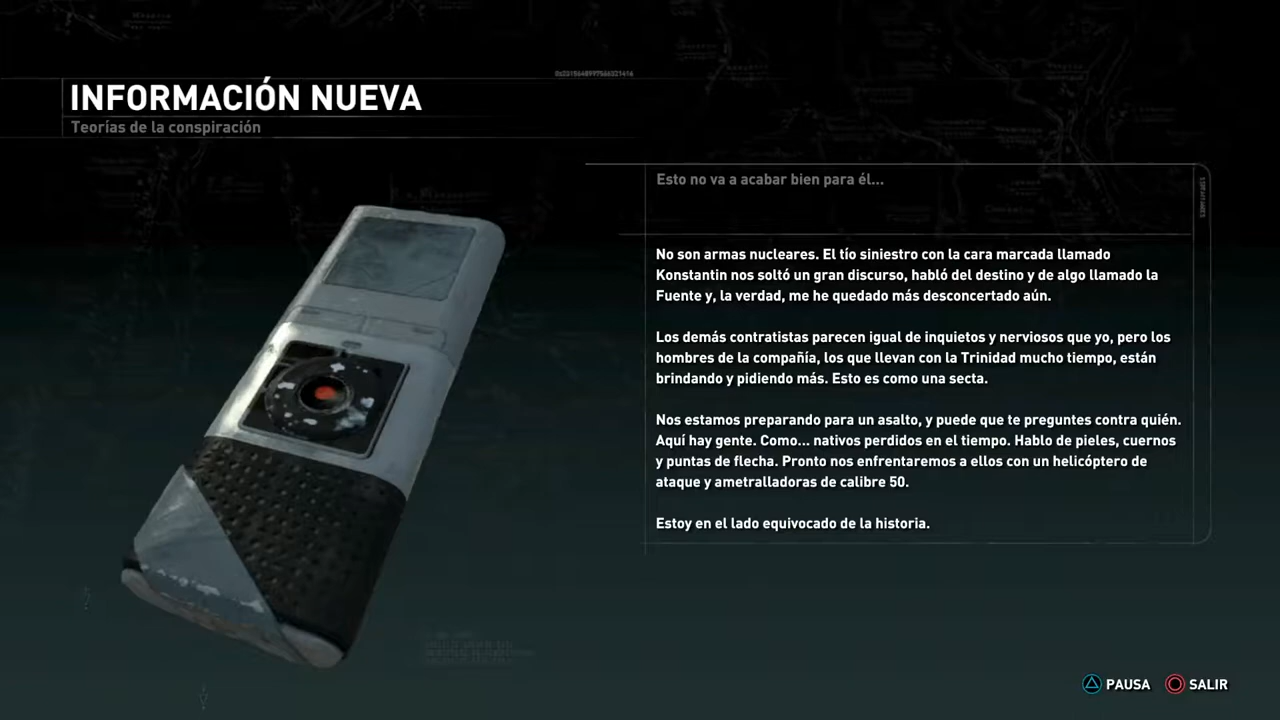 INFORMACIÓN NUEVA
Teorías de la conspiración
Esto no va a acabar bien para él...
No son armas nucleares. El tío siniestro con la cara marcada llamado
Konstantin nos soltó un gran discurso, habló del destino y de algo llamado la
Fuente y, la verdad, me he quedado más desconcertado aún.
Los demás contratistas parecen igual de inquietos y nerviosos que yo, pero los
hombres de la compañía, los que llevan con la Trinidad mucho tiempo, están
brindando y pidiendo más. Esto es como una secta.
Nos estamos preparando para un asalto, y puede que te preguntes contra quién.
Aquí hay gente. Como... nativos perdidos en el tiempo. Hablo de pieles, cuernos
y puntas de flecha. Pronto nos enfrentaremos a ellos con un helicóptero de
ataque y ametralladoras de calibre 50.
Estoy en el lado equivocado de la historia.
PAUSA
SALIR